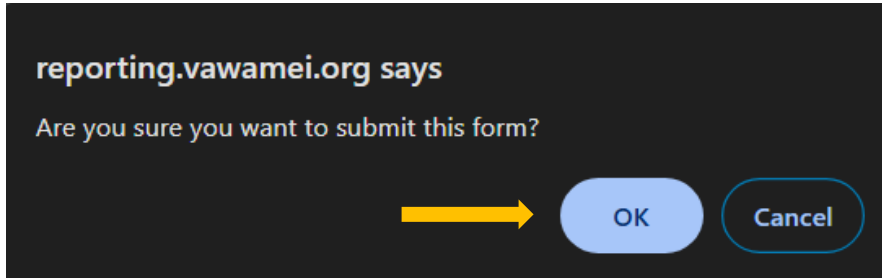 reporting.vawamei.org says
Are you sure you want to submit this form?
OK Cancel